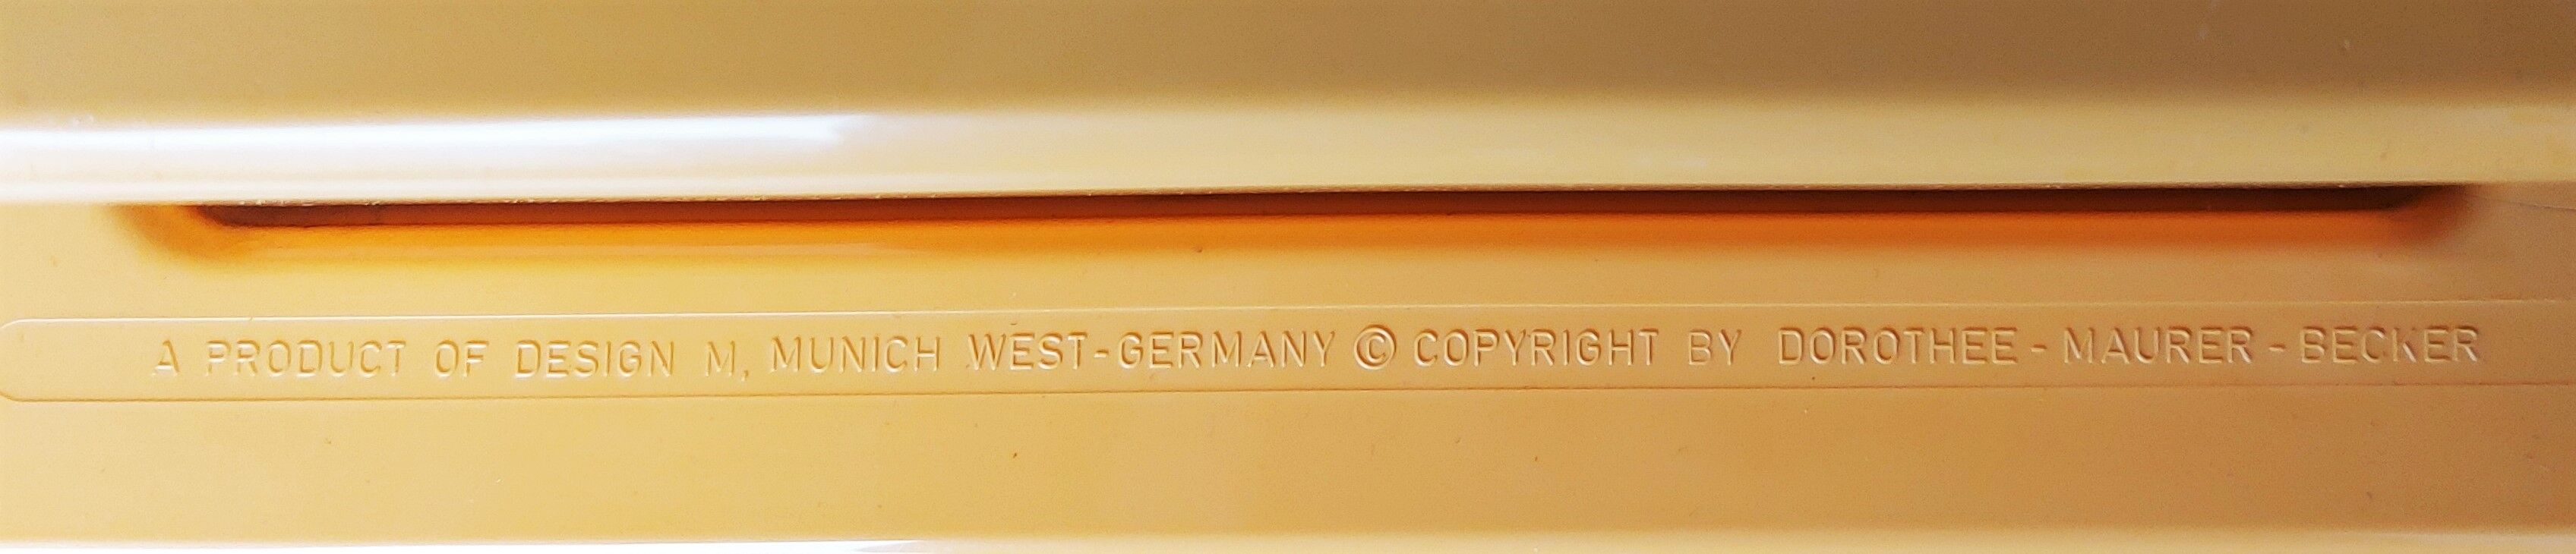 A PRODUCT OF DESIGN M, MUNICH WEST-GERMANY © COPYRIGHT BY DOROTHEE - MAURER - BECKER